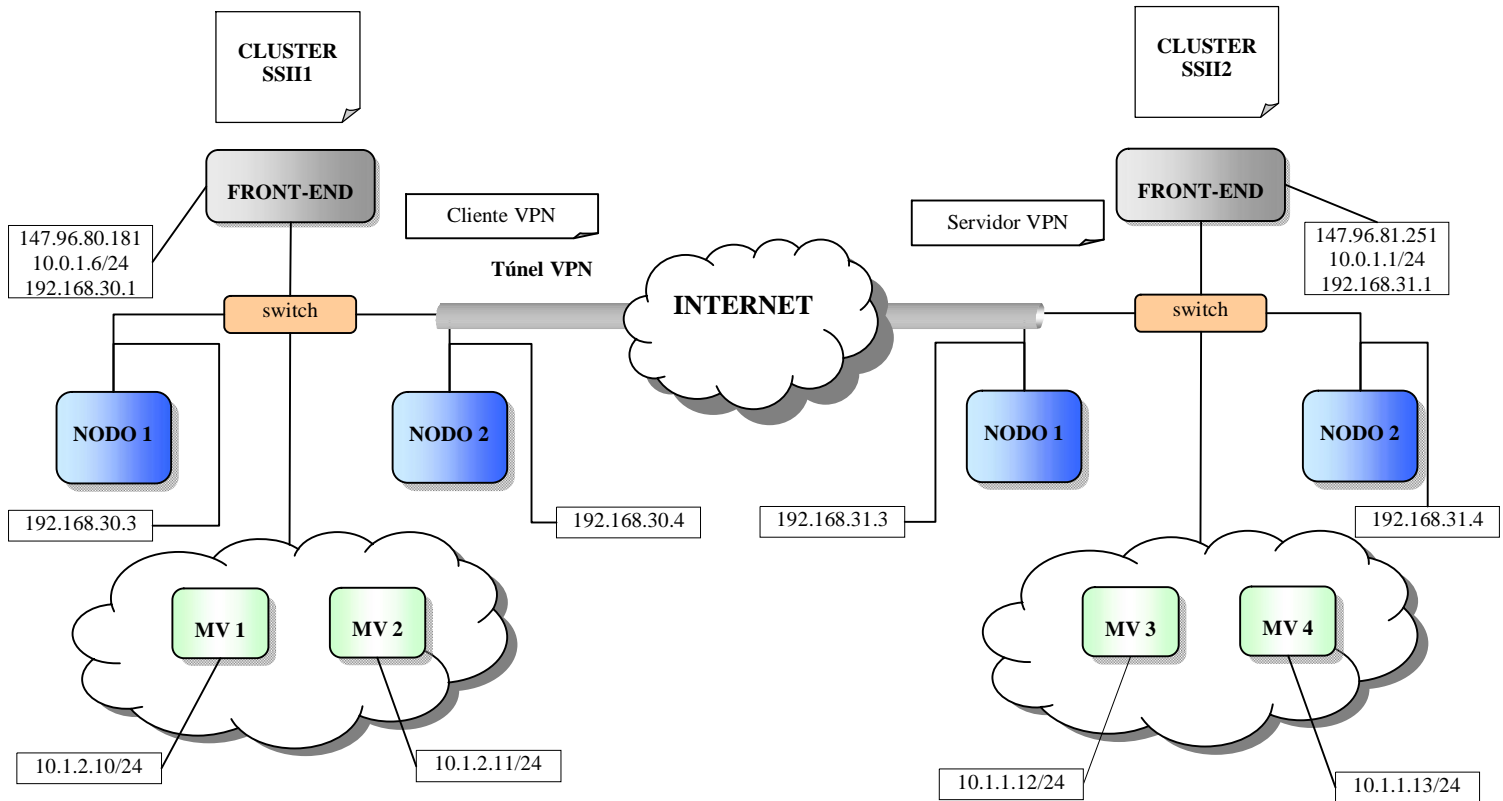 CLUSTER
SSII1
CLUSTER
SSII2
FRONT-END
FRONT-END
147.96.80.181
10.0.1.6/24
192.168.30.1
Cliente VPN
Servidor VPN
147.96.81.251
10.0.1.1/24
192.168.31.1
Túnel VPN
INTERNET
switch
switch
NODO 1
NODO 2
NODO 1
NODO 2
192.168.30.3
192.168.30.4
192.168.31.3
192.168.31.4
MV 1
MV 2
MV 3
MV 4
10.1.2.10/24
10.1.2.11/24
10.1.1.12/24
10.1.1.13/24